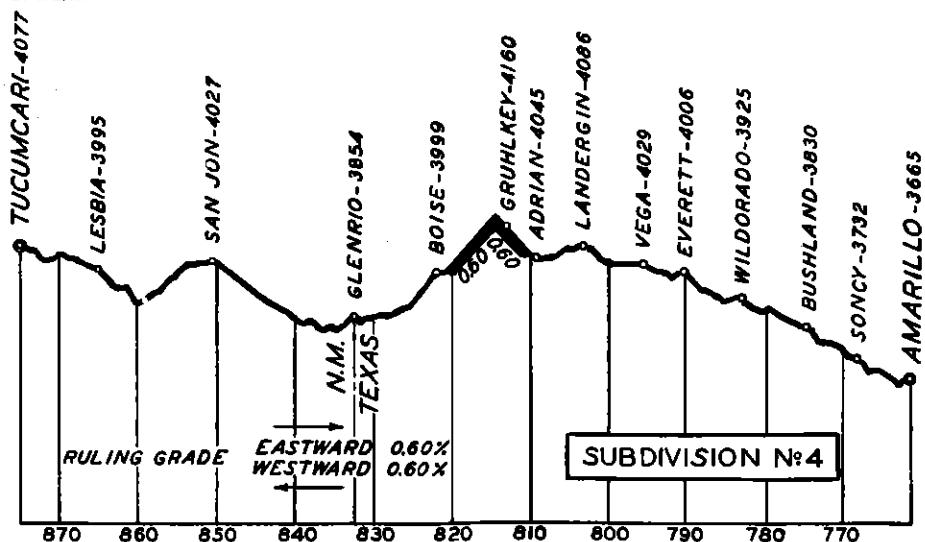 TUCUMCARI-4077
LESBIA-3995
SAN JON-4027
GLENRIO-3854
BOISE-3999
GRUHLKEY-4160
ADRIAN-4045
LANDERGIN-4086
VEGA-4029
EVERETT-4006
WILDORADO-3925
BUSHLAND-3830
SONCY-3732
AMARILLO-3665
0.60 0.60
N.M.
TEXAS
RULING GRADE
EASTWARD 0.60%
WESTWARD 0.60%
SUBDIVISION Nº4
870 860 850 840 830 820 810 800 790 780 770